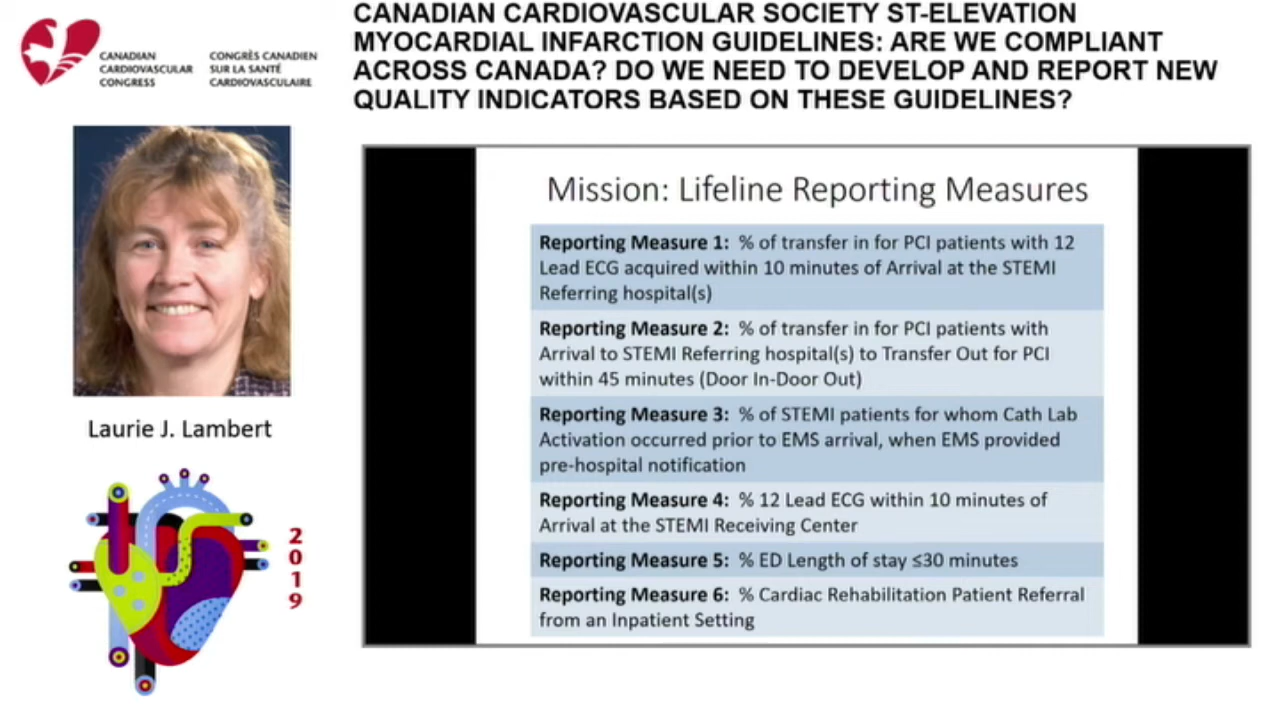 CANADIAN
CARDIOVASCULAR
CONGRESS
CONGRÈS CANADIEN
SUR LA SANTÉ
CARDIOVASCULAIRE
CANADIAN CARDIOVASCULAR SOCIETY ST-ELEVATION
MYOCARDIAL INFARCTION GUIDELINES: ARE WE COMPLIANT
ACROSS CANADA? DO WE NEED TO DEVELOP AND REPORT NEW
QUALITY INDICATORS BASED ON THESE GUIDELINES?
Laurie J. Lambert
2019
Mission: Lifeline Reporting Measures
Reporting Measure 1: % of transfer in for PCI patients with 12
Lead ECG acquired within 10 minutes of Arrival at the STEMI
Referring hospital(s)
Reporting Measure 2: % of transfer in for PCI patients with
Arrival to STEMI Referring hospital(s) to Transfer Out for PCI
within 45 minutes (Door In-Door Out)
Reporting Measure 3: % of STEMI patients for whom Cath Lab
Activation occurred prior to EMS arrival, when EMS provided
pre-hospital notification
Reporting Measure 4: % 12 Lead ECG within 10 minutes of
Arrival at the STEMI Receiving Center
Reporting Measure 5: % ED Length of stay ≤30 minutes
Reporting Measure 6: % Cardiac Rehabilitation Patient Referral
from an Inpatient Setting